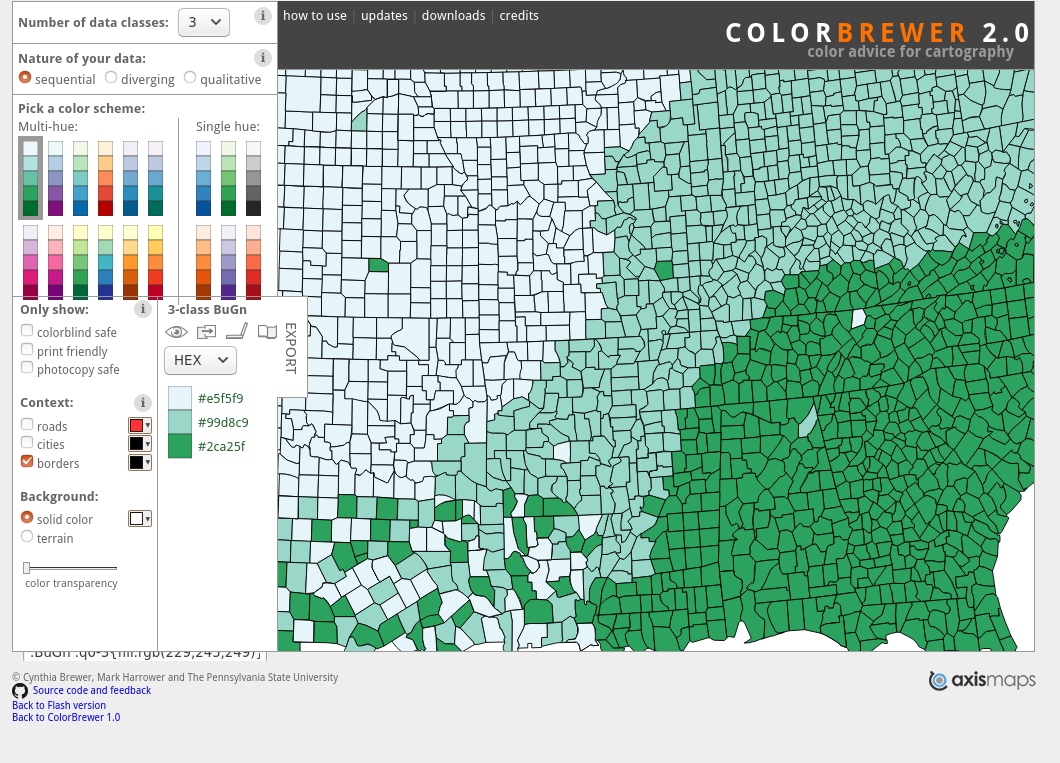 Number of data classes: 3 i
how to use | updates | downloads | credits
COLORBREWER 2.0
color advice for cartography
Nature of your data: i
sequential diverging qualitative
Pick a color scheme:
Multi-hue: Single hue:
Only show: i
colorblind safe
print friendly
photocopy safe
Context: i
roads
cities
borders
Background:
solid color
terrain
color transparency
3-class BuGn
EXPORT
HEX
#e5f5f9
#99d8c9
#2ca25f
.BuGn .q0-3{fill:rgb(229,245,249)}
© Cynthia Brewer, Mark Harrower and The Pennsylvania State University
Source code and feedback
Back to Flash version
Back to ColorBrewer 1.0
axismaps